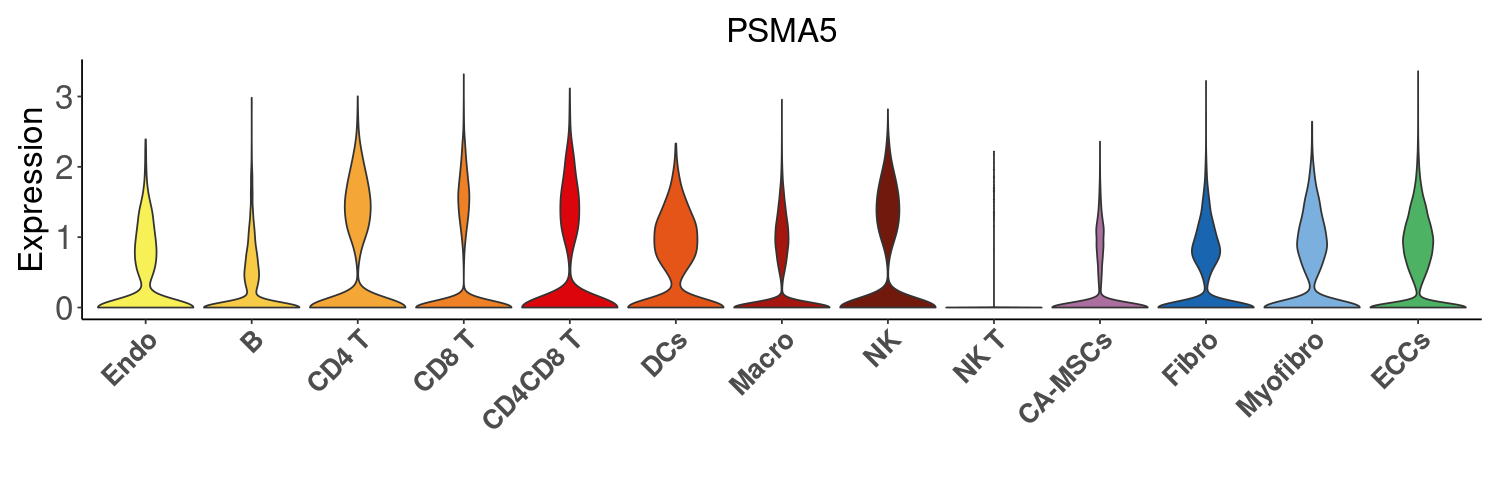 PSMA5
Expression
3
2
1
0
Endo
B
CD4 T
CD8 T
CD4CD8 T
DCs
Macro
NK
NK T
CA-MSCs
Fibro
Myofibro
ECCs